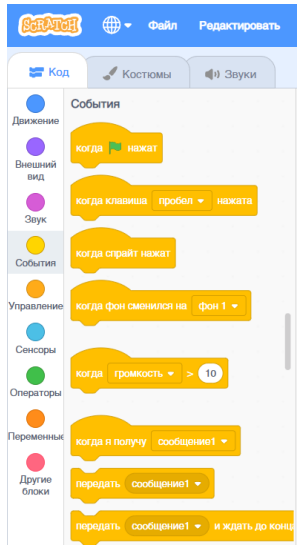 SCRATCH Файл Редактировать
Код Костюмы Звуки
События
Движение
Внешний
вид
Звук
События
Управление
Сенсоры
Операторы
Переменные
Другие
блоки
когда нажат
когда клавиша пробел нажата
когда спрайт нажат
когда фон сменился на фон 1
когда громкость > 10
когда я получу сообщение1
передать сообщение1
передать сообщение1 и ждать до конца